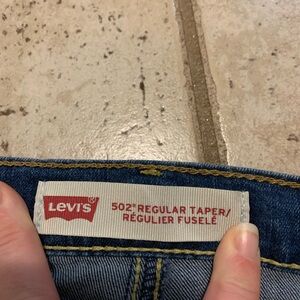 Levi's®
502® REGULAR TAPER/
RÉGULIER FUSELÉ